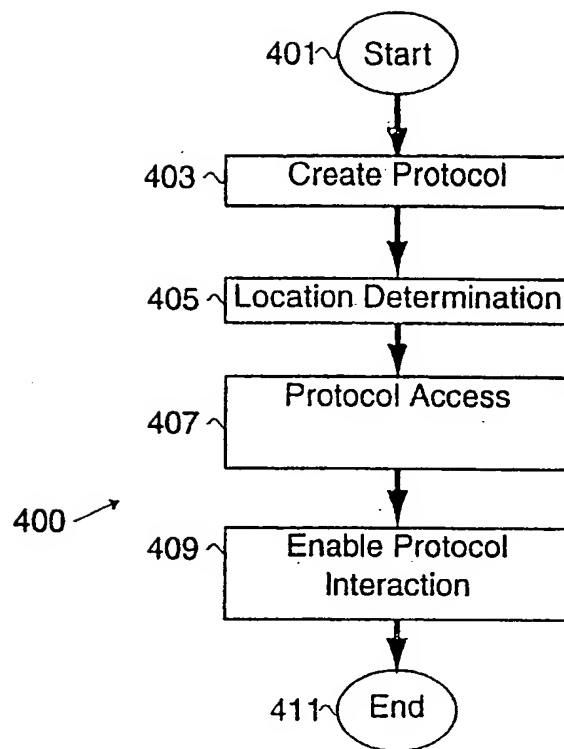 401 Start
403 Create Protocol
405 Location Determination
407 Protocol Access
400
409 Enable Protocol
Interaction
411 End